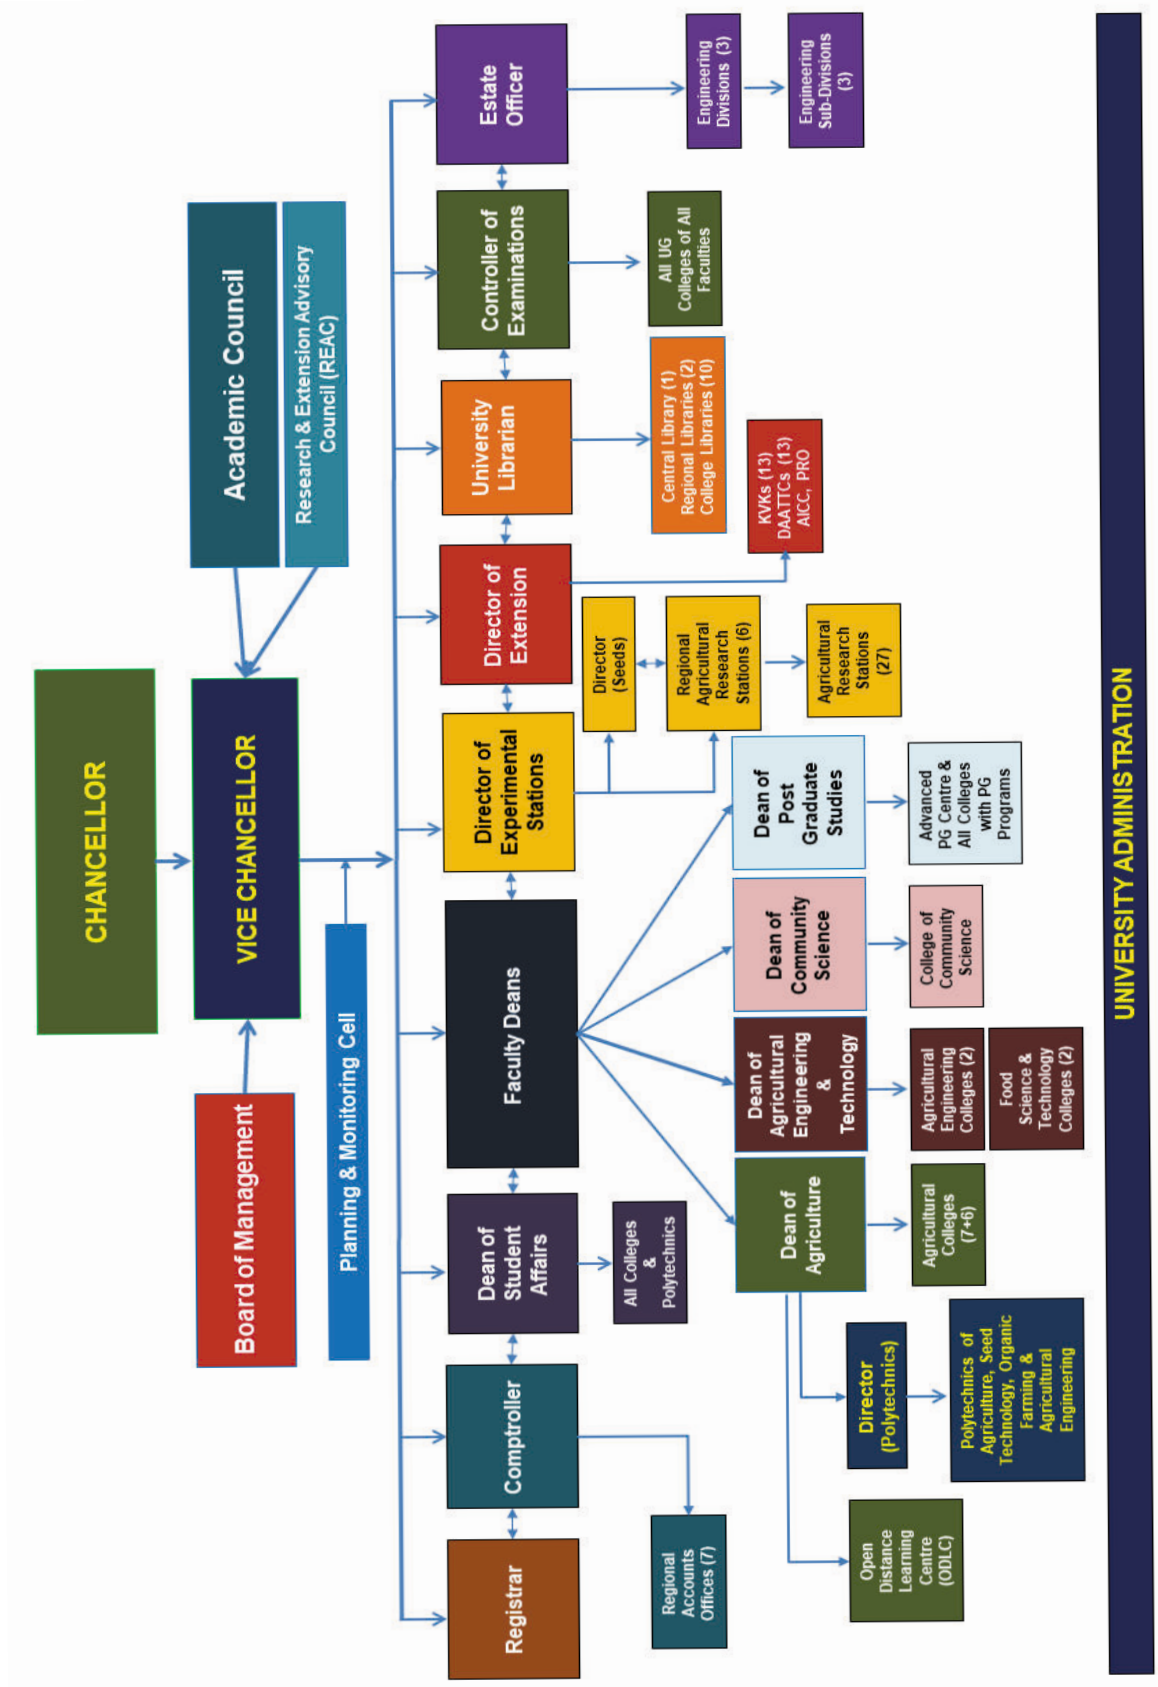 CHANCELLOR
Academic Council
Research & Extension Advisory
Council (REAC)
VICE CHANCELLOR
Board of Management
Planning & Monitoring Cell
Registrar
Comptroller
Dean of
Student
Affairs
Faculty Deans
Director of
Experimental
Stations
Director of
Extension
University
Librarian
Controller of
Examinations
Estate
Officer
Regional
Accounts
Offices (7)
All Colleges
&
Polytechnics
Director
(Seeds)
Regional
Agricultural
Research
Stations (6)
Agricultural
Research
Stations
(27)
KVKs (13)
DAATTCs (13)
AICC, PRO
Central Library (1)
Regional Libraries (2)
College Libraries (10)
All UG
Colleges of All
Faculties
Engineering
Divisions (3)
Engineering
Sub-Divisions
(3)
Dean of
Agriculture
Dean of
Agricultural
Engineering
&
Technology
Dean of
Community
Science
Dean of
Post
Graduate
Studies
Open
Distance
Learning
Centre
(ODLC)
Director
(Polytechnics)
Polytechnics of
Agriculture, Seed
Technology, Organic
Farming &
Agricultural
Engineering
Agricultural
Colleges
(7+6)
Agricultural
Engineering
Colleges (2)
Food
Science &
Technology
Colleges (2)
College of
Community
Science
Advanced
PG Centre &
All Colleges
with PG
Programs
UNIVERSITY ADMINISTRATION